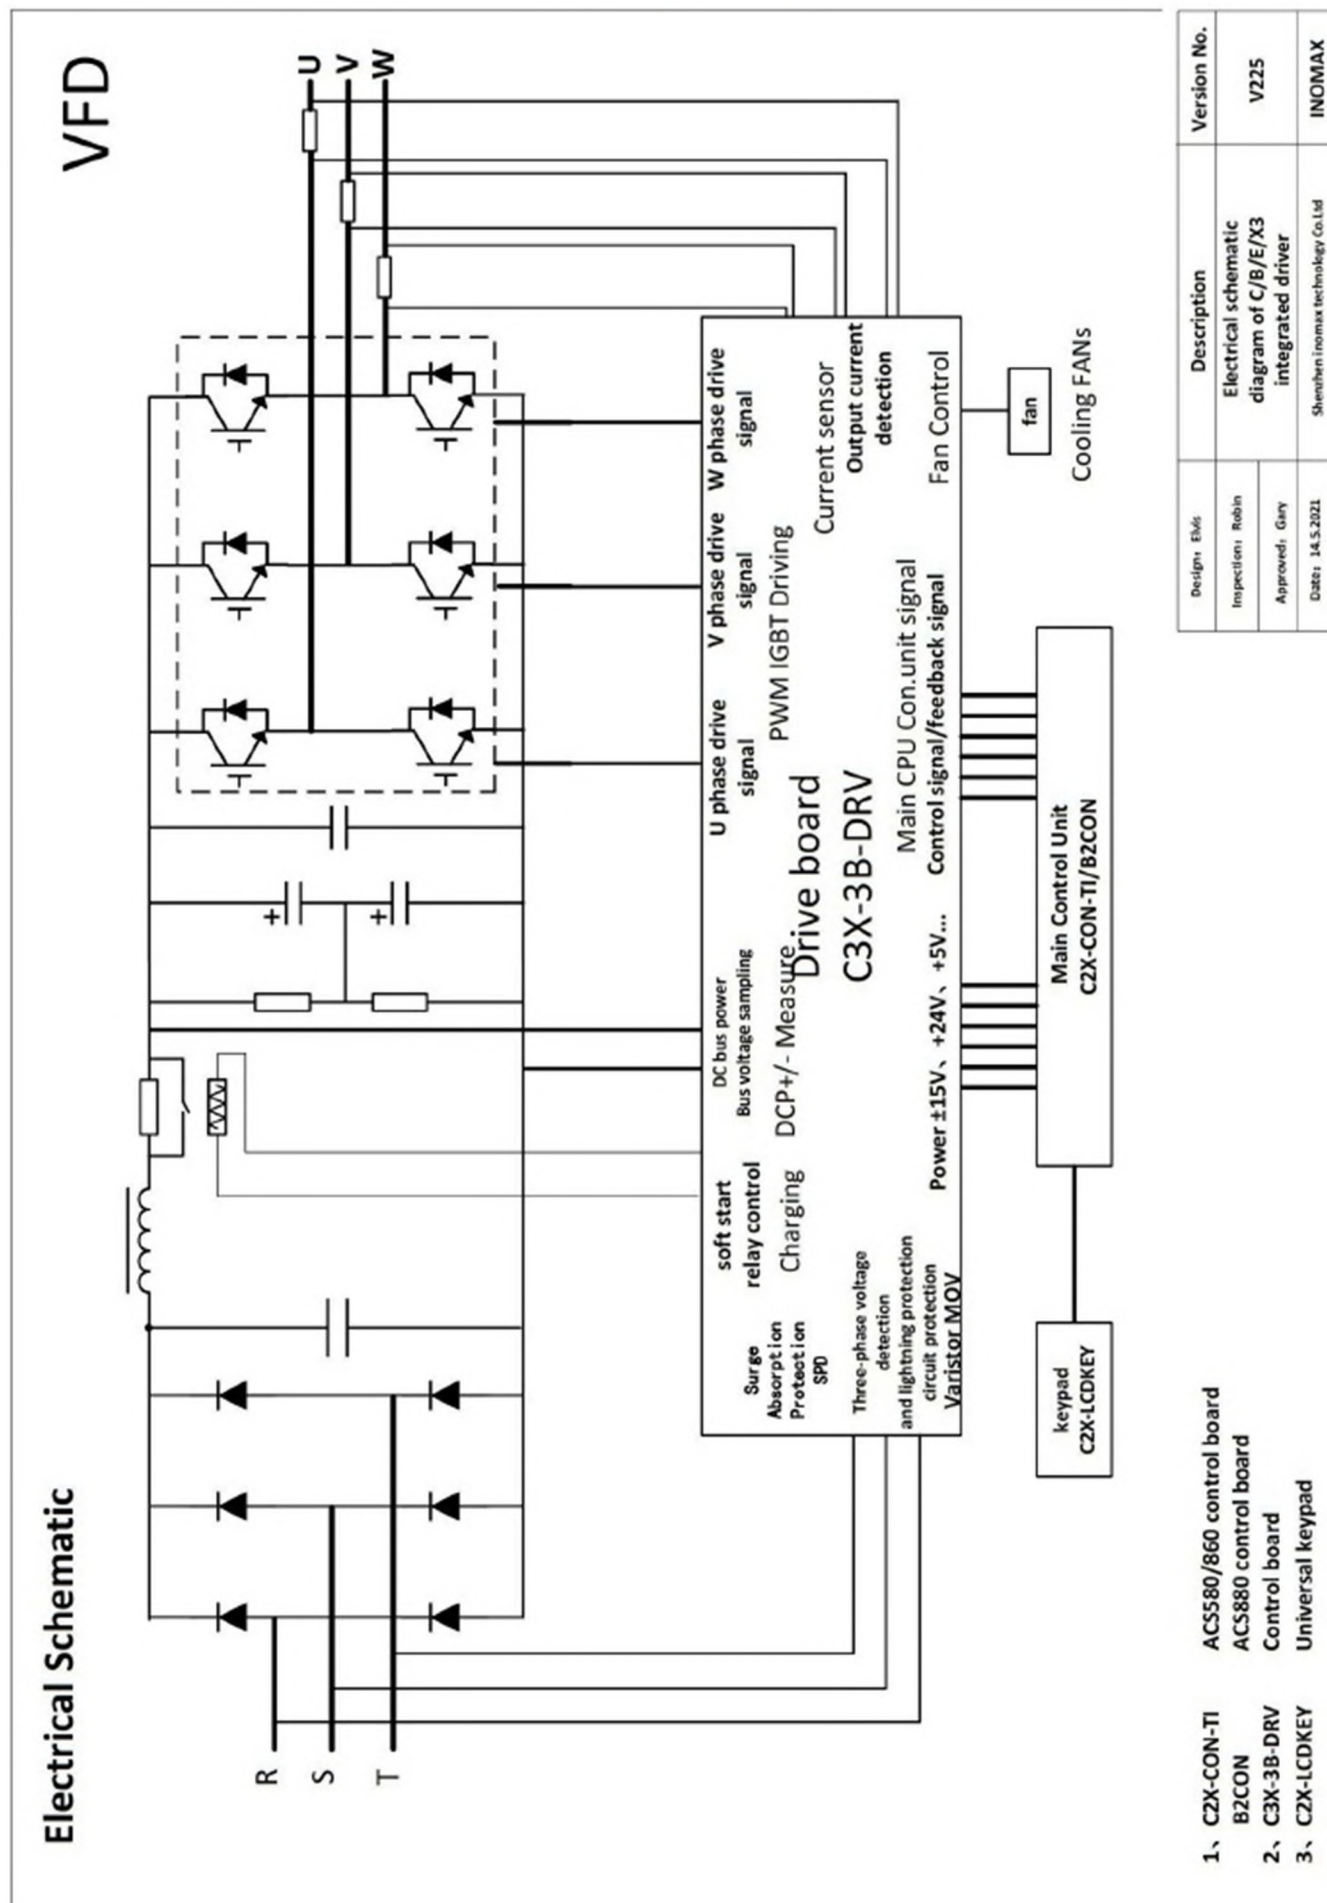 Electrical Schematic
VFD
R
S
T
U
V
W
soft start
relay control
Charging
DC bus power
Bus voltage sampling
DCP+/- Measure
U phase drive
signal
V phase drive
signal
W phase drive
signal
PWM IGBT Driving
Surge
Absorption
Protection
SPD
Drive board
C3X-3B-DRV
Current sensor
Output current
detection
Three-phase voltage
detection
and lightning protection
circuit protection
Varistor MOV
Power ±15V、+24V、+5V...
Main CPU Con.unit signal
Control signal/feedback signal
Fan Control
fan
Cooling FANs
keypad
C2X-LCDKEY
Main Control Unit
C2X-CON-TI/B2CON
1、C2X-CON-TI ACS580/860 control board
B2CON ACS880 control board
2、C3X-3B-DRV Control board
3、C2X-LCDKEY Universal keypad
Design: Elvis
Description
Version No.
Inspection: Robin
Approved: Gary
Electrical schematic
diagram of C/B/E/X3
integrated driver
V225
Date: 14.5.2021
Shenzhen inomax technology Co.Ltd
INOMAX